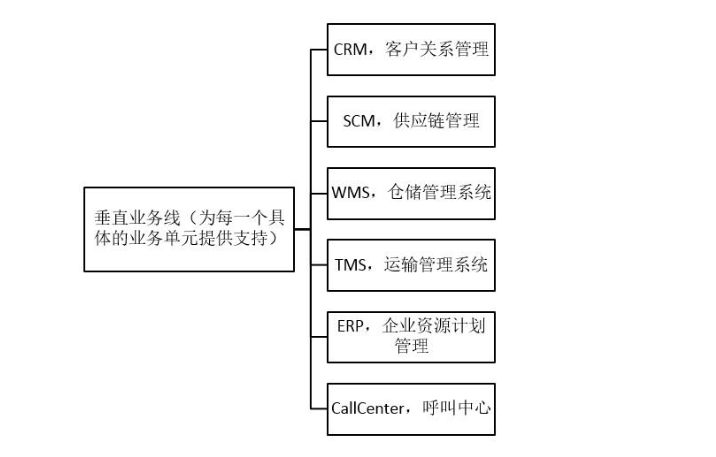 CRM，客户关系管理
SCM，供应链管理
WMS，仓储管理系统
垂直业务线（为每一个具
体的业务单元提供支持）
TMS，运输管理系统
ERP，企业资源计划
管理
CallCenter，呼叫中心